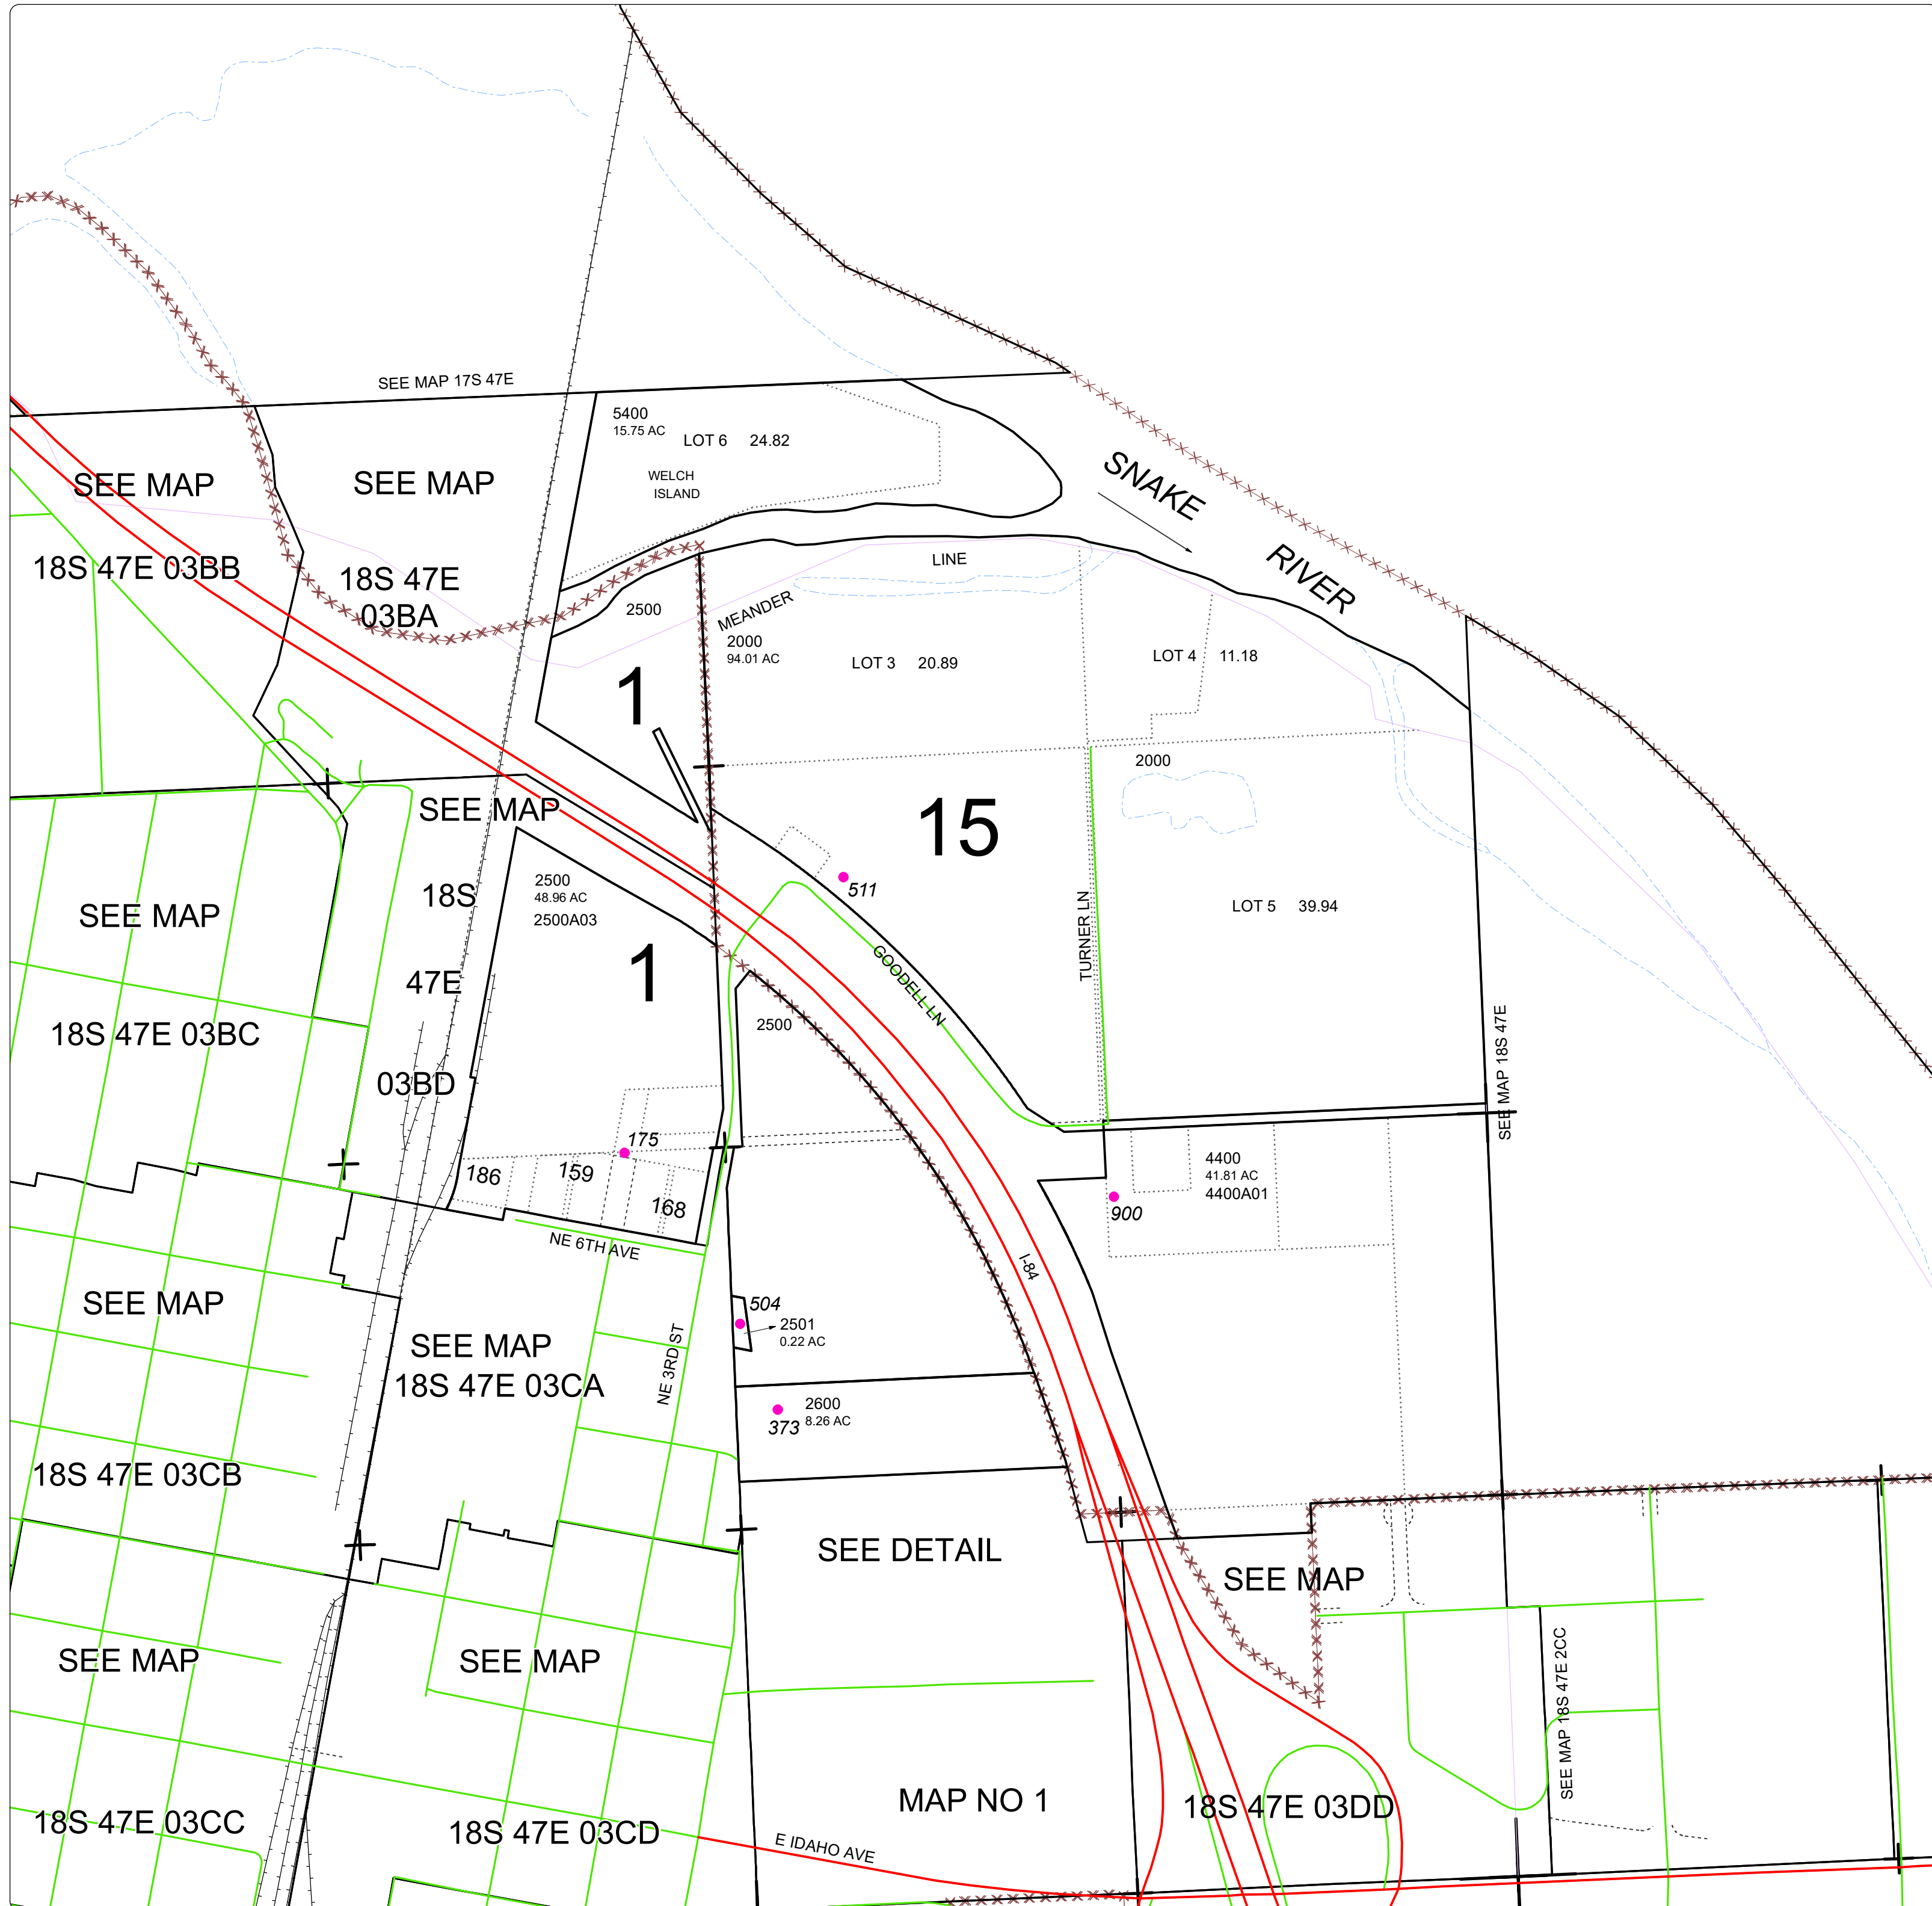 SEE MAP 17S 47E
5400
15.75 AC
LOT 6 24.82
WELCH
ISLAND
SNAKE
RIVER
SEE MAP
18S 47E 03BB
SEE MAP
18S 47E
03BA
LINE
MEANDER
2500
1
2000
94.01 AC
LOT 3 20.89
LOT 4 11.18
2000
15
511
SEE MAP
18S
47E
03BD
2500
48.96 AC
2500A03
1
SEE MAP
18S 47E 03BC
GOODELL LN
TURNER LN
LOT 5 39.94
SEE MAP 18S 47E
2500
175
186
159
168
NE 6TH AVE
4400
41.81 AC
4400A01
900
I-84
SEE MAP
18S 47E 03CB
SEE MAP
18S 47E 03CA
NE 3RD ST
504
2501
0.22 AC
2600
8.26 AC
373
SEE DETAIL
MAP NO 1
SEE MAP
18S 47E 03DD
SEE MAP 18S 47E 2CC
SEE MAP
18S 47E 03CC
SEE MAP
18S 47E 03CD
E IDAHO AVE